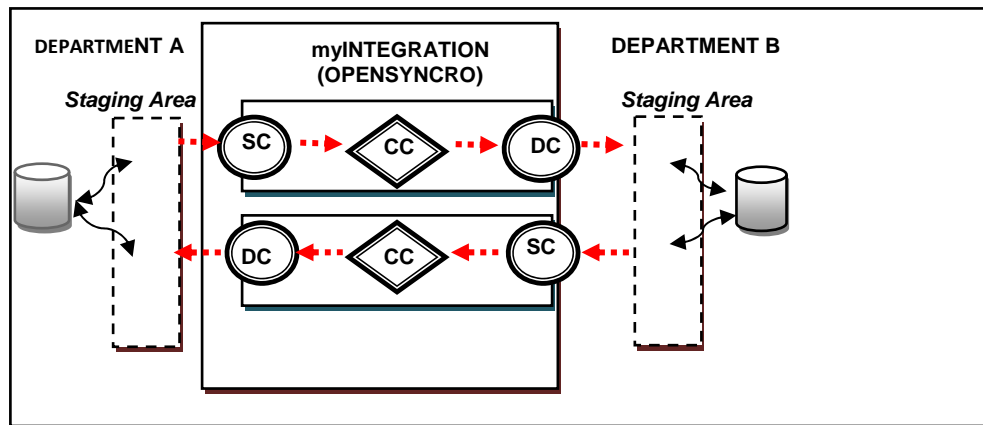 DEPARTMENT A
myINTEGRATION
(OPENSYNCRO)
DEPARTMENT B
Staging Area
Staging Area
SC
CC
DC
DC
CC
SC